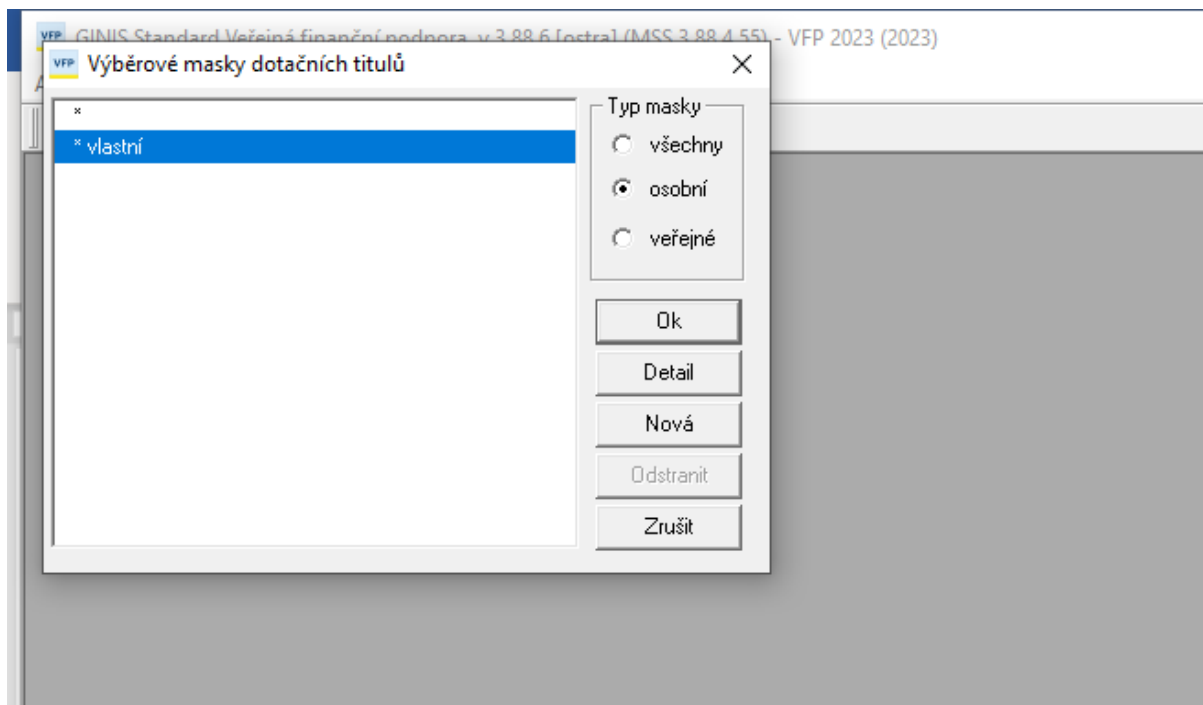 VFP GINIS Standard Veřejná finanční podpora, v 3.88.6 [ostra] (MSS 3.88.4.55) - VFP 2023 (2023)
VFP Výběrové masky dotačních titulů
*
* vlastní
Typ masky
všechny
osobní
veřejné
Ok
Detail
Nová
Odstranit
Zrušit